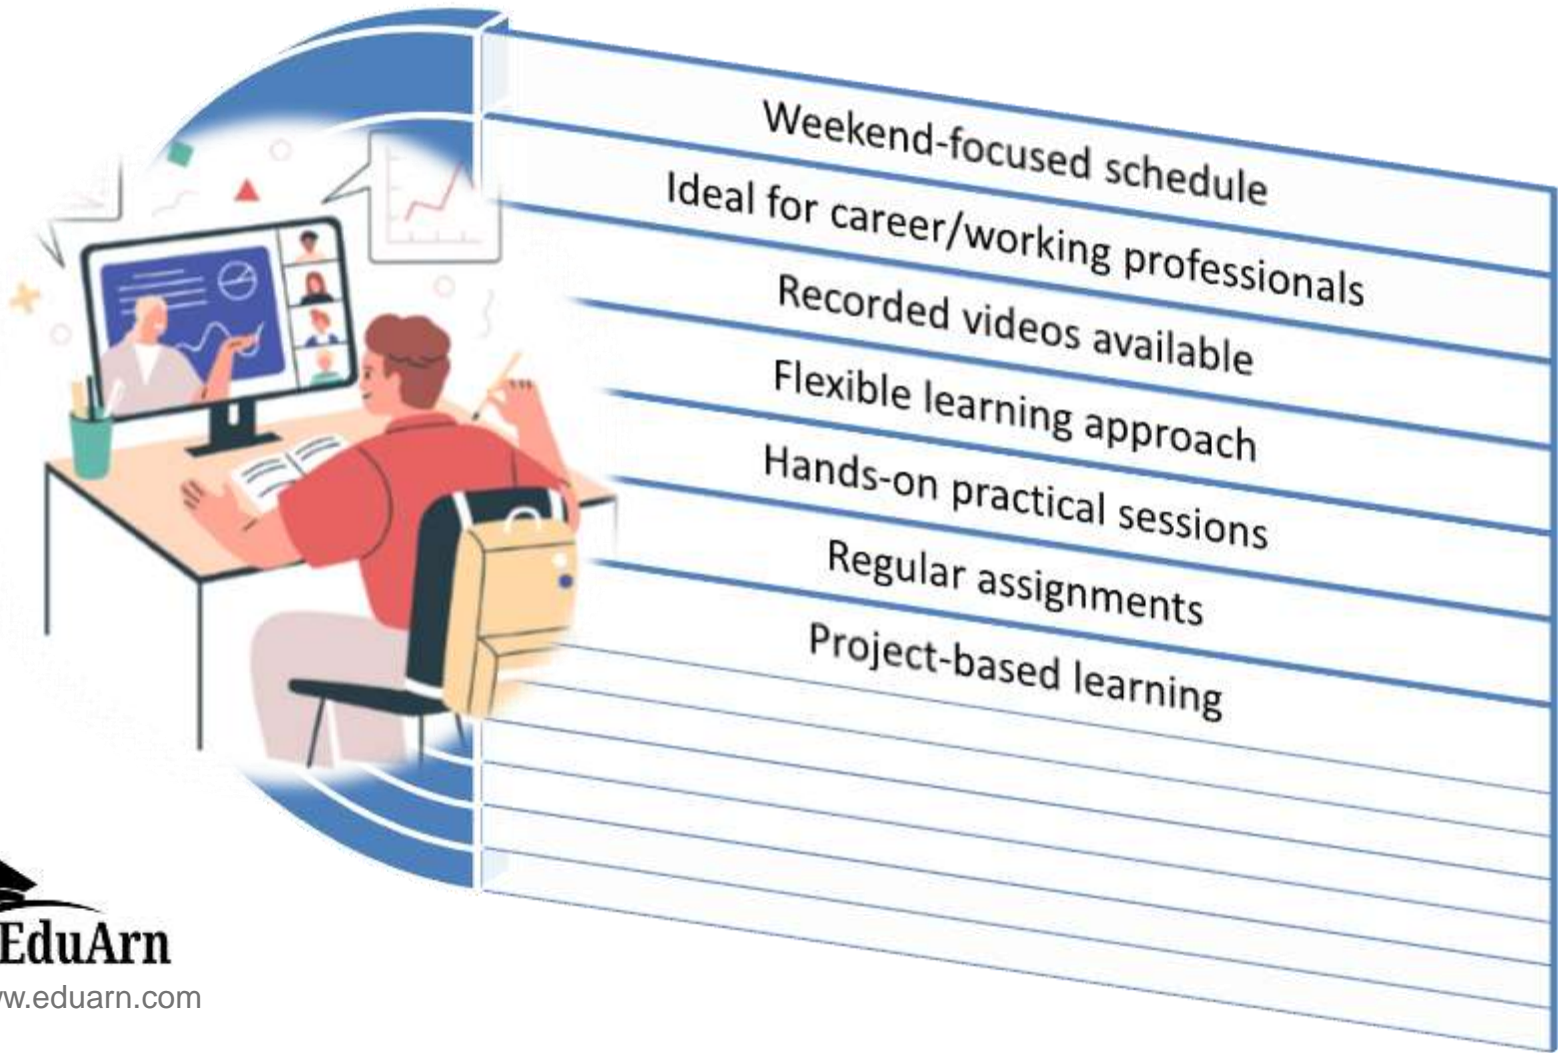 Weekend-focused schedule
Ideal for career/working professionals
Recorded videos available
Flexible learning approach
Hands-on practical sessions
Regular assignments
Project-based learning
EduArn
w.eduarn.com